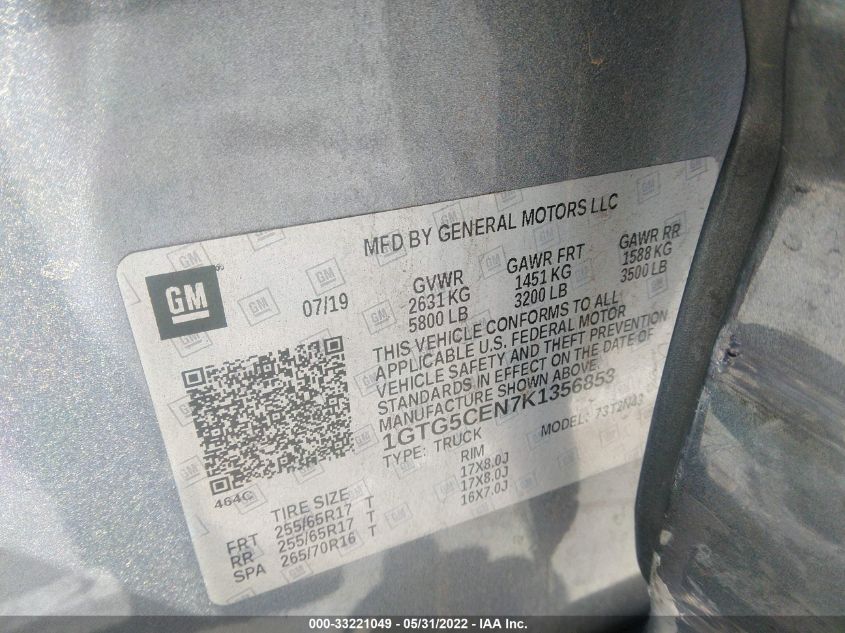 MFD BY GENERAL MOTORS LLC
GM
07/19
GVWR GAWR FRT GAWR RR
2631 KG 1451 KG 1588 KG
5800 LB 3200 LB 3500 LB
THIS VEHICLE CONFORMS TO ALL
APPLICABLE U.S. FEDERAL MOTOR
VEHICLE SAFETY AND THEFT PREVENTION
STANDARDS IN EFFECT ON THE DATE OF
MANUFACTURE SHOWN ABOVE.
1GTG5CEN7K1356853
TYPE: TRUCK MODEL: 73T2N43
464C
TIRE SIZE RIM
FRT 255/65R17 T 17X8.0J
RR 255/65R17 T 17X8.0J
SPA 265/70R16 T 16X7.0J
000-33221049 - 05/31/2022 - IAA Inc.